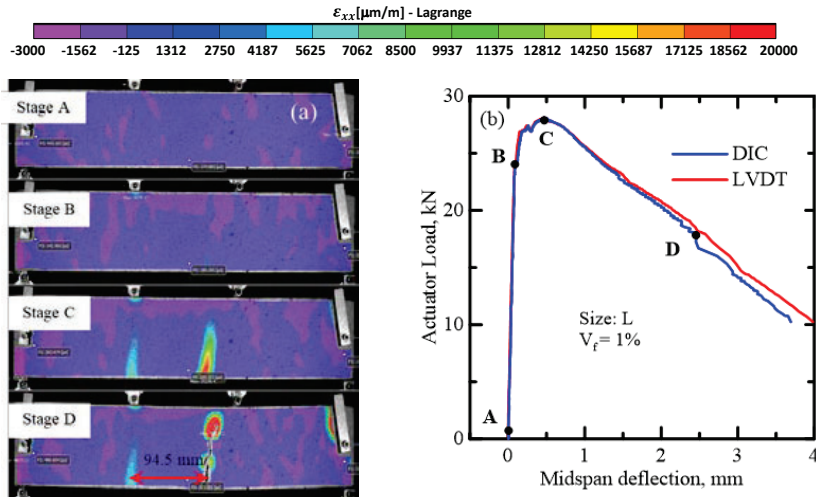 εxx[µm/m] - Lagrange
-3000 -1562 -125 1312 2750 4187 5625 7062 8500 9937 11375 12812 14250 15687 17125 18562 20000
Stage A
(a)
Stage B
Stage C
Stage D
94.5 mm
(b)
30
20
10
0
Actuator Load, kN
A
B
C
D
DIC
LVDT
Size: L
Vf= 1%
0 1 2 3 4
Midspan deflection, mm